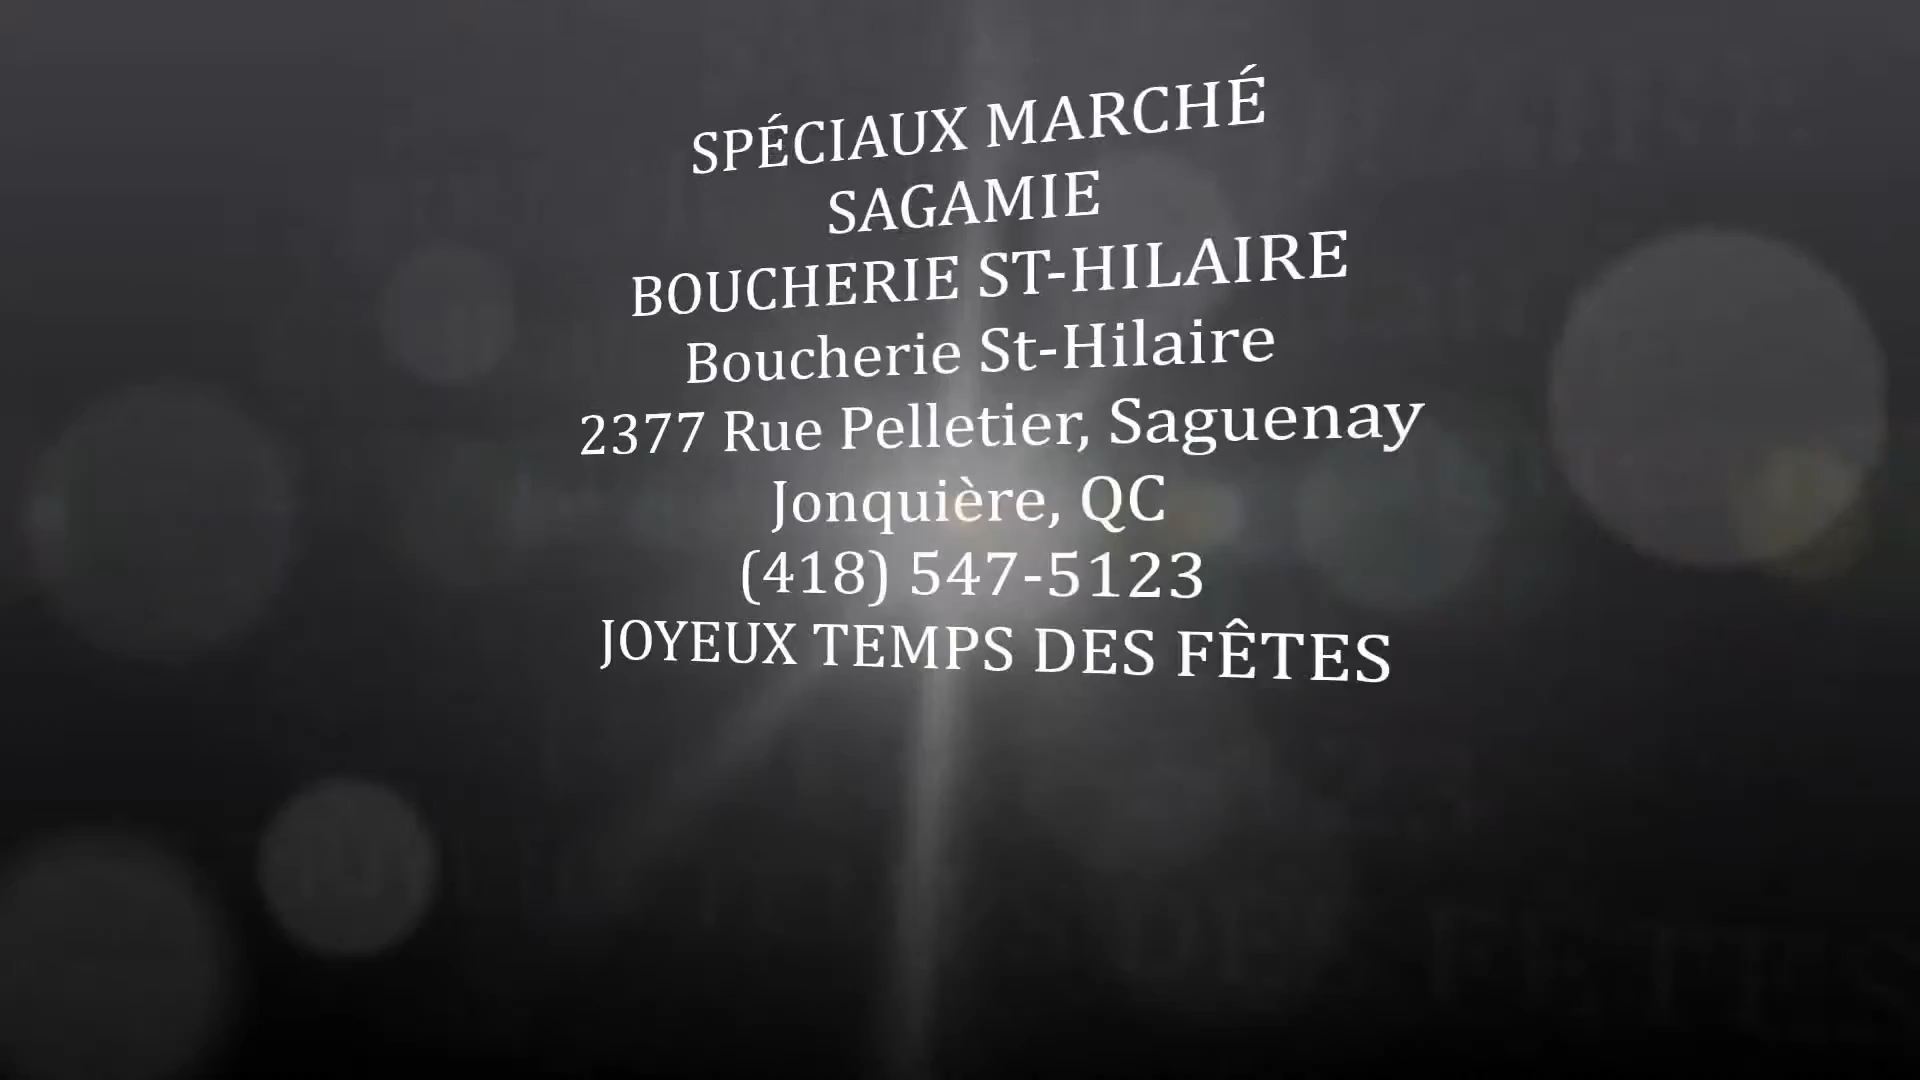 SPÉCIAUX MARCHÉ
SAGAMIE
BOUCHERIE ST-HILAIRE
Boucherie St-Hilaire
2377 Rue Pelletier, Saguenay
Jonquière, QC
(418) 547-5123
JOYEUX TEMPS DES FÊTES